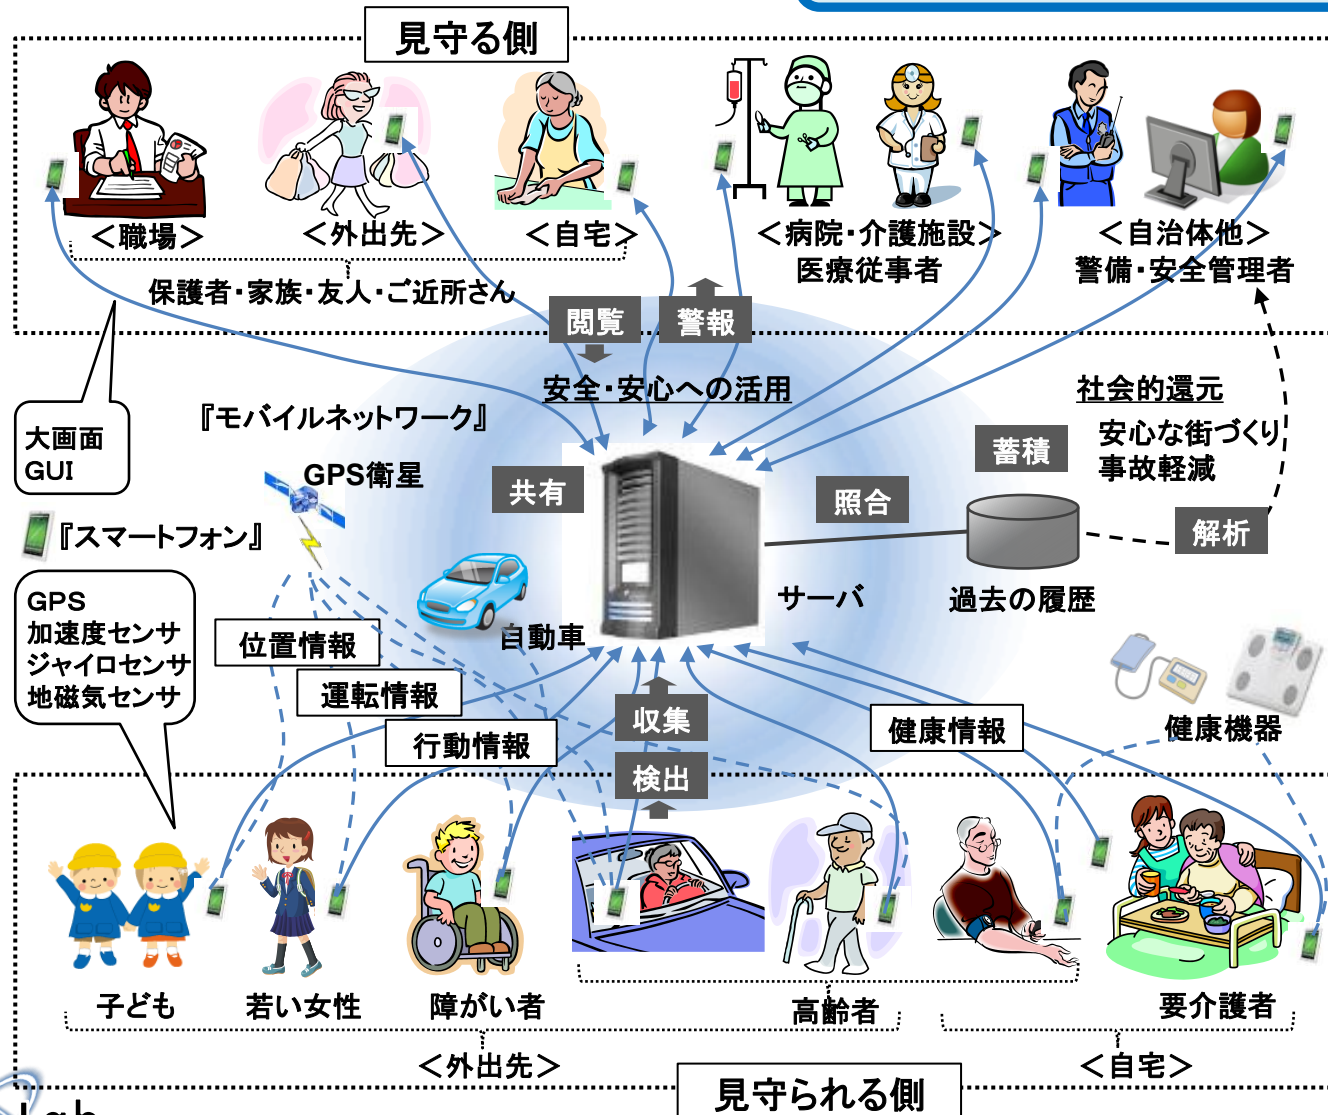 見守る側
＜職場＞
＜外出先＞
＜自宅＞
＜病院・介護施設＞
医療従事者
＜自治体他＞
警備・安全管理者
保護者・家族・友人・ご近所さん
閲覧
警報
安全・安心への活用
社会的還元
安心な街づくり
事故軽減
大画面
GUI
『モバイルネットワーク』
GPS衛星
共有
蓄積
照合
解析
『スマートフォン』
サーバ
過去の履歴
GPS
加速度センサ
ジャイロセンサ
地磁気センサ
自動車
位置情報
運転情報
行動情報
収集
検出
健康情報
健康機器
子ども
若い女性
障がい者
高齢者
要介護者
＜外出先＞
＜自宅＞
見守られる側
Lab